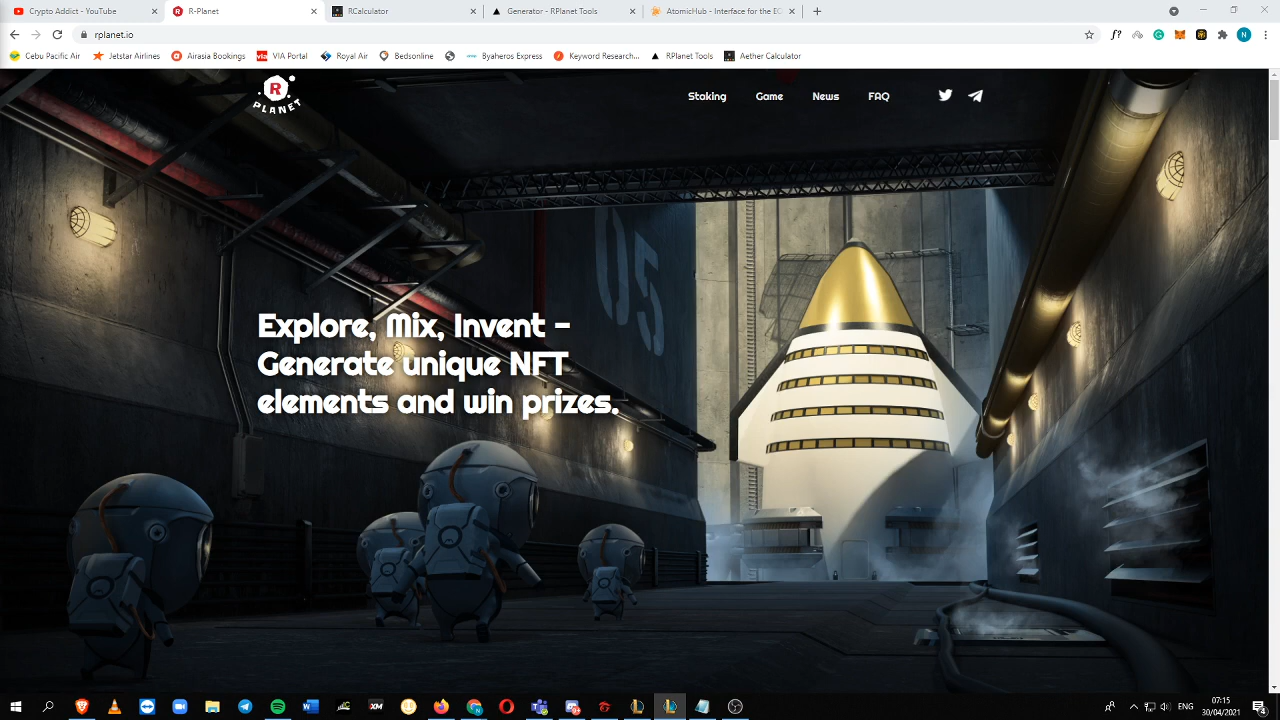 Crypto Addict - YouTube
R-Planet
RCalculator
Generator - RPlanet Tools
AtomicHub - Interface for the EO
rplanet.io
f?
N
Cebu Pacific Air
Jetstar Airlines
Airasia Bookings
via
VIA Portal
Royal Air
Bedsonline
Byaheros Express
Keyword Research...
RPlanet Tools
Aether Calculator
R
PLANET
Staking
Game
News
FAQ
05
Explore, Mix, Invent -
Generate unique NFT
elements and win prizes.
XM
ENG
07:15
30/04/2021